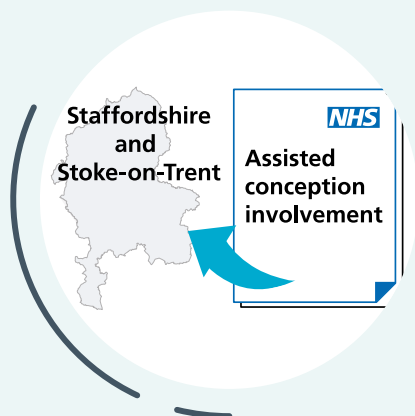 Staffordshire
and
Stoke-on-Trent
NHS
Assisted
conception
involvement